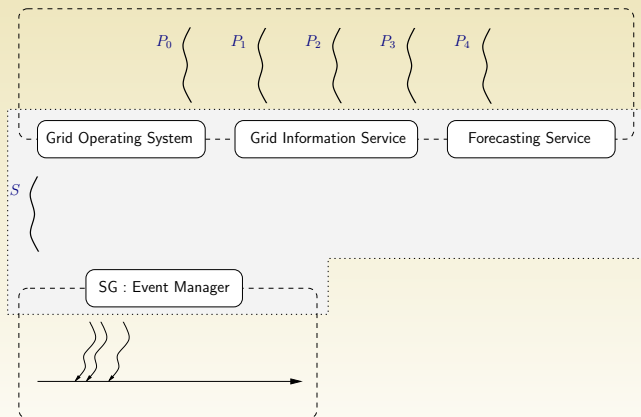 P0 P1 P2 P3 P4
Grid Operating System Grid Information Service Forecasting Service
S
SG : Event Manager